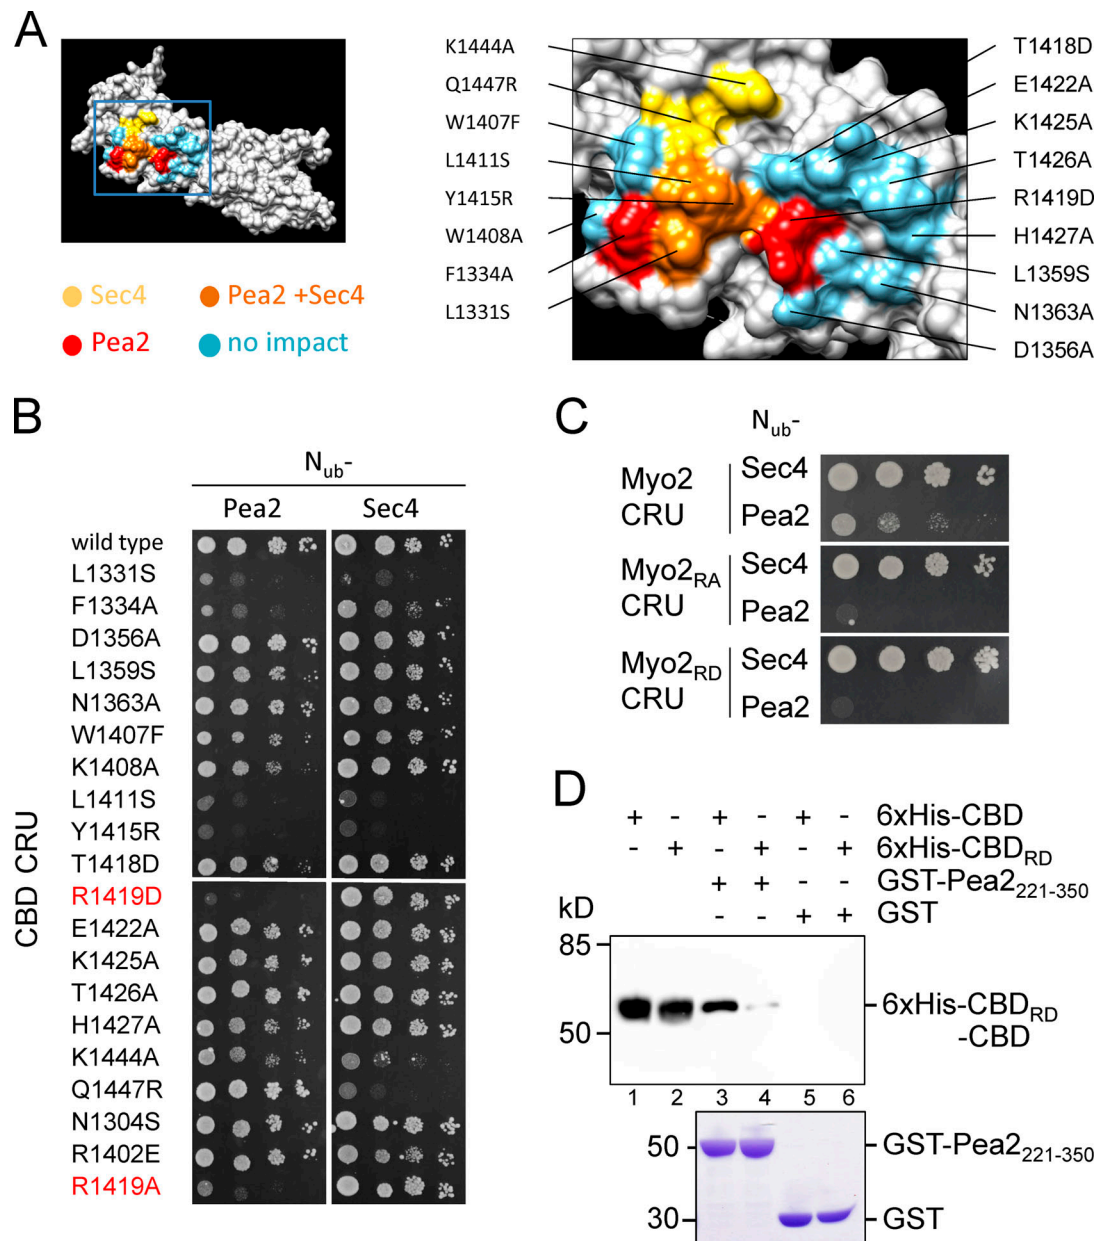 A
Sec4
Pea2 +Sec4
Pea2
no impact
K1444A
Q1447R
W1407F
L1411S
Y1415R
W1408A
F1334A
L1331S
T1418D
E1422A
K1425A
T1426A
R1419D
H1427A
L1359S
N1363A
D1356A
B
Nub-
Pea2 Sec4
CBD CRU
wild type
L1331S
F1334A
D1356A
L1359S
N1363A
W1407F
K1408A
L1411S
Y1415R
T1418D
R1419D
E1422A
K1425A
T1426A
H1427A
K1444A
Q1447R
N1304S
R1402E
R1419A
C
Nub-
Myo2 CRU
Sec4
Pea2
Myo2RA CRU
Sec4
Pea2
Myo2RD CRU
Sec4
Pea2
D
+ - + - + - 6xHis-CBD
- + - + - + 6xHis-CBDRD
+ + - - GST-Pea2221-350
- - + + GST
kD
85
50
6xHis-CBDRD
-CBD
1 2 3 4 5 6
50
GST-Pea2221-350
30
GST